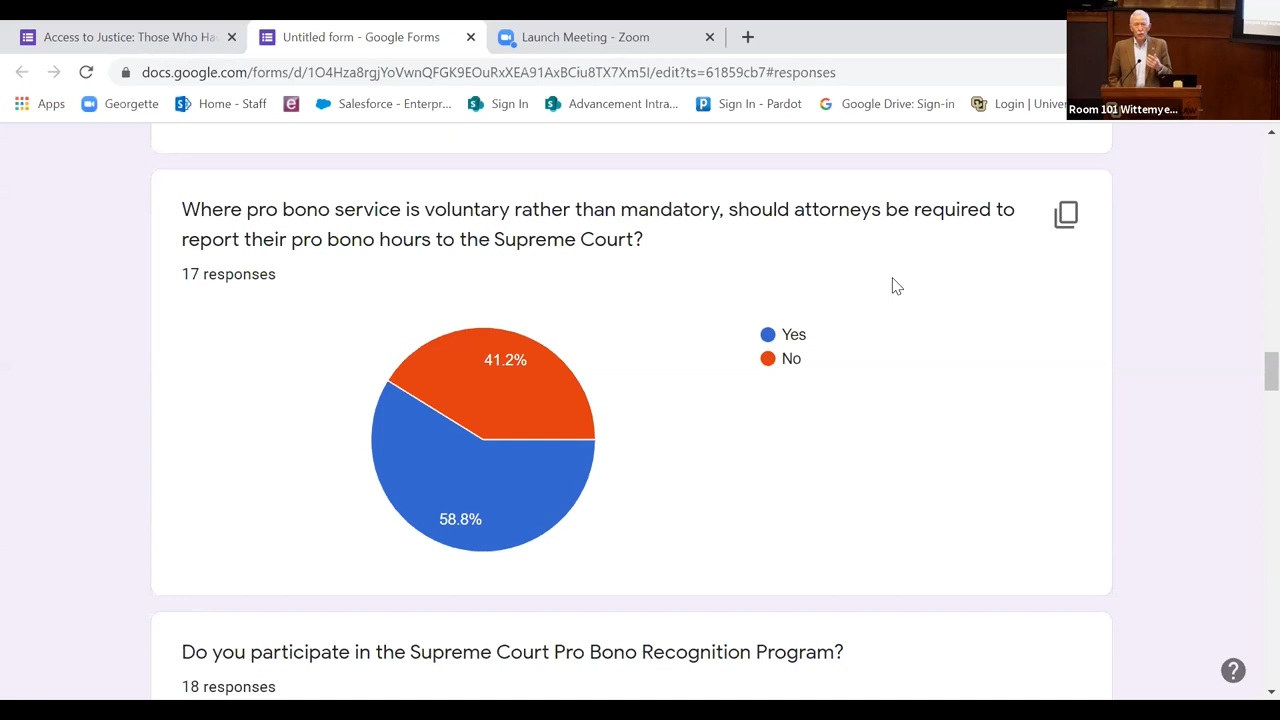 Access to Justice: Those Who Ha
Untitled form - Google Forms
Launch Meeting - Zoom
docs.google.com/forms/d/1O4Hza8rgjYoVwnQFGK9EOuRxXEA91AxBCiu8TX7Xm5I/edit?ts=61859cb7#responses
Apps
Georgette
Home - Staff
Salesforce - Enterpr...
Sign In
Advancement Intra...
Sign In - Pardot
Google Drive: Sign-in
Login | Univer
Room 101 Wittemye...
Where pro bono service is voluntary rather than mandatory, should attorneys be required to
report their pro bono hours to the Supreme Court?
17 responses
Yes
No
41.2%
58.8%
Do you participate in the Supreme Court Pro Bono Recognition Program?
18 responses